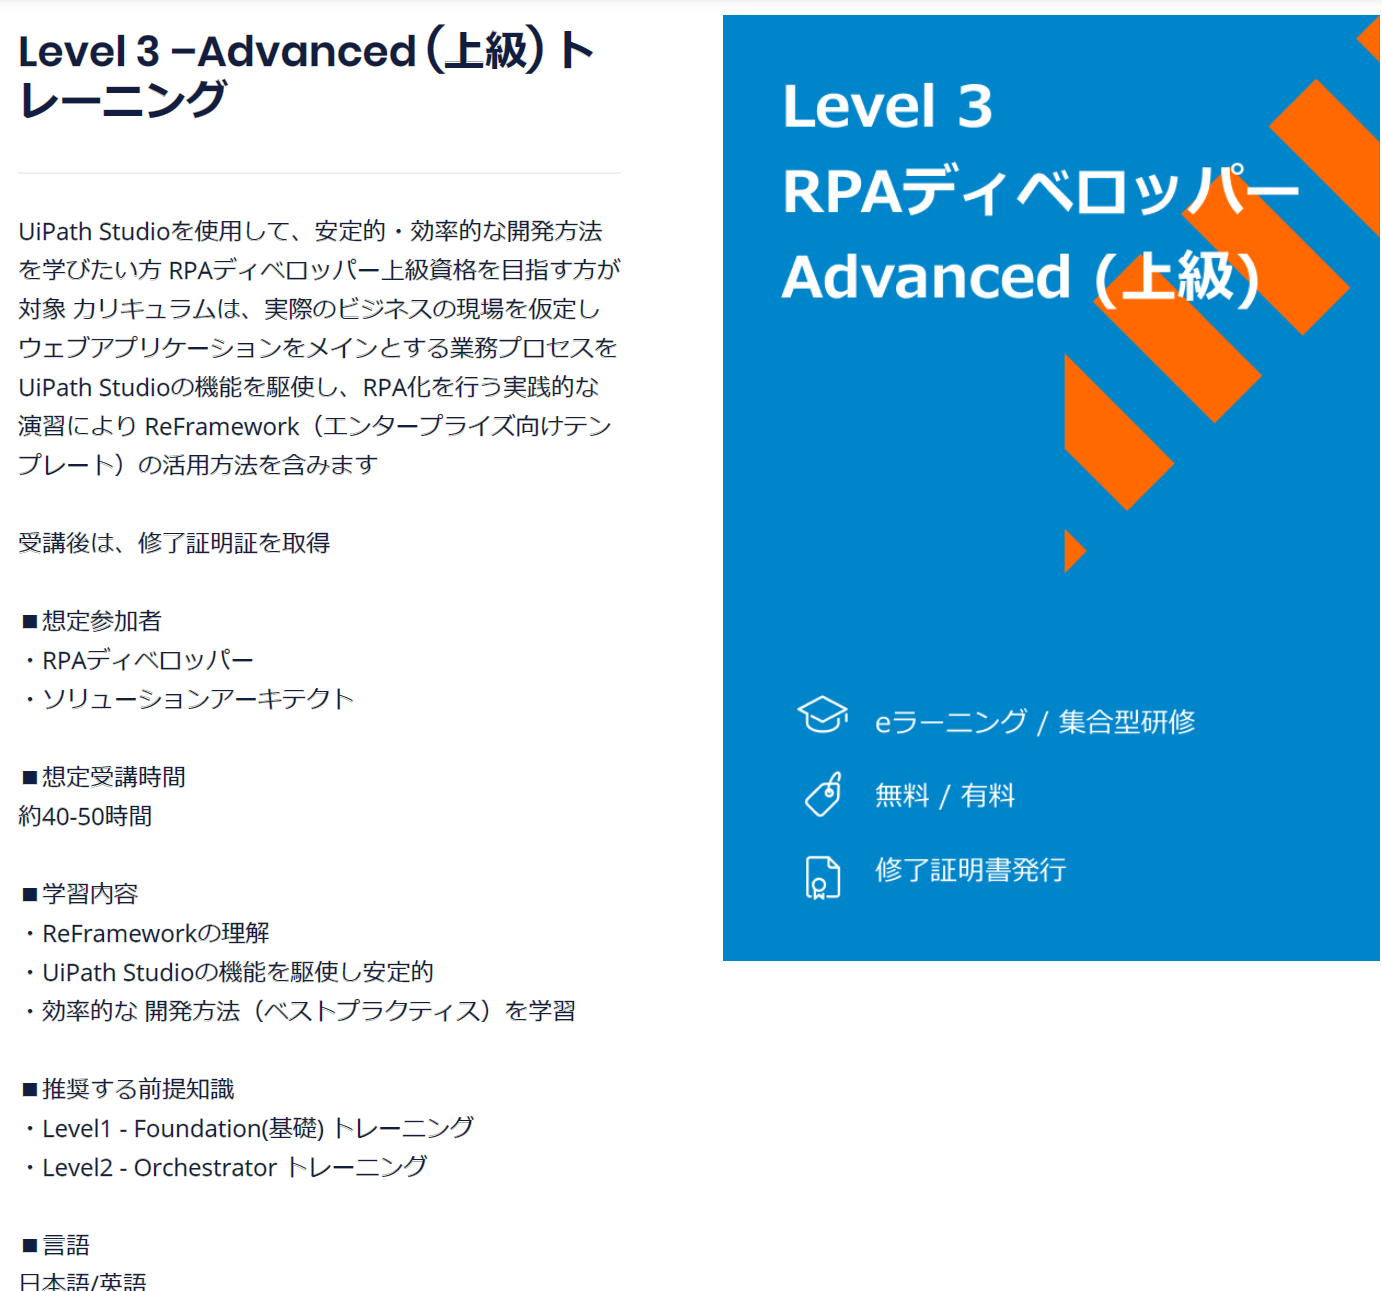 Level 3 –Advanced（上級）ト
レーニング
UiPath Studioを使用して、安定的・効率的な開発方法
を学びたい方 RPAディベロッパー上級資格を目指す方が
対象 カリキュラムは、実際のビジネスの現場を仮定し
ウェブアプリケーションをメインとする業務プロセスを
UiPath Studioの機能を駆使し、RPA化を行う実践的な
演習により ReFramework（エンタープライズ向けテン
プレート）の活用方法を含みます
受講後は、修了証明証を取得
■想定参加者
・RPAディベロッパー
・ソリューションアーキテクト
■想定受講時間
約40-50時間
■学習内容
・ReFrameworkの理解
・UiPath Studioの機能を駆使し安定的
・効率的な 開発方法（ベストプラクティス）を学習
■推奨する前提知識
・Level1 - Foundation(基礎) トレーニング
・Level2 - Orchestrator トレーニング
■言語
日本語/英語
Level 3
RPAディベロッパー
Advanced (上級)
eラーニング / 集合型研修
無料 / 有料
修了証明書発行